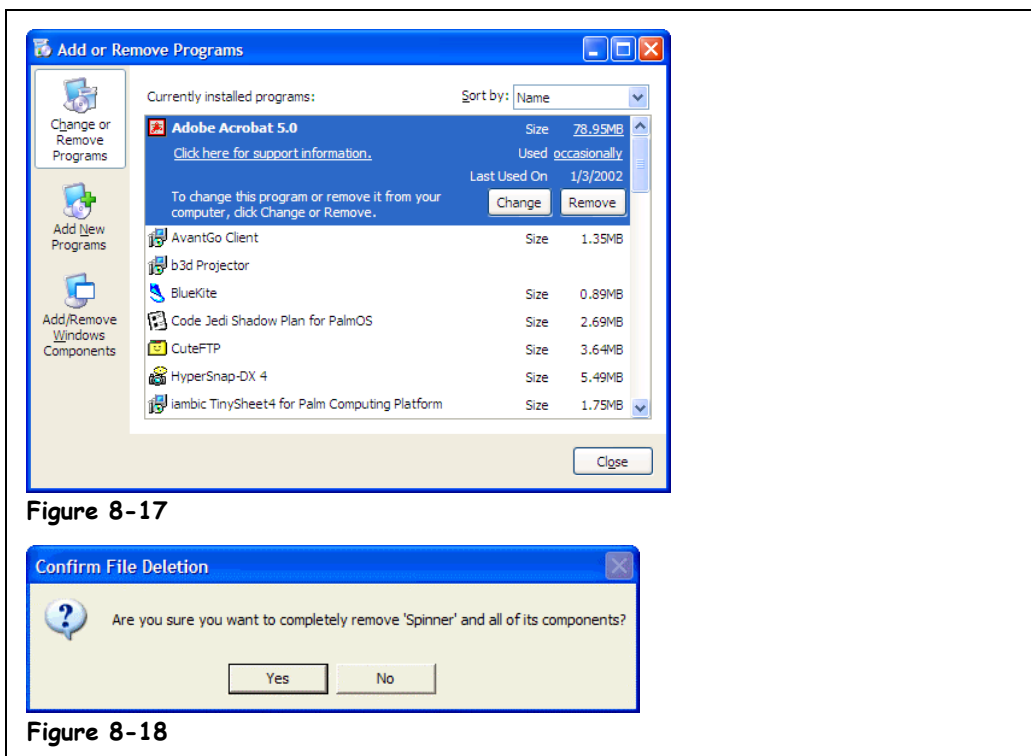 Add or Remove Programs
Change or
Remove
Programs
Add New
Programs
Add/Remove
Windows
Components
Currently installed programs:
Sort by: Name
Adobe Acrobat 5.0 Size 78.95MB
Click here for support information. Used occasionally
Last Used On 1/3/2002
To change this program or remove it from your
computer, click Change or Remove.
Change Remove
AvantGo Client Size 1.35MB
b3d Projector
BlueKite Size 0.89MB
Code Jedi Shadow Plan for PalmOS Size 2.69MB
CuteFTP Size 3.64MB
HyperSnap-DX 4 Size 5.49MB
iambic TinySheet4 for Palm Computing Platform Size 1.75MB
Close
Figure 8-17
Confirm File Deletion
Are you sure you want to completely remove 'Spinner' and all of its components?
Yes No
Figure 8-18